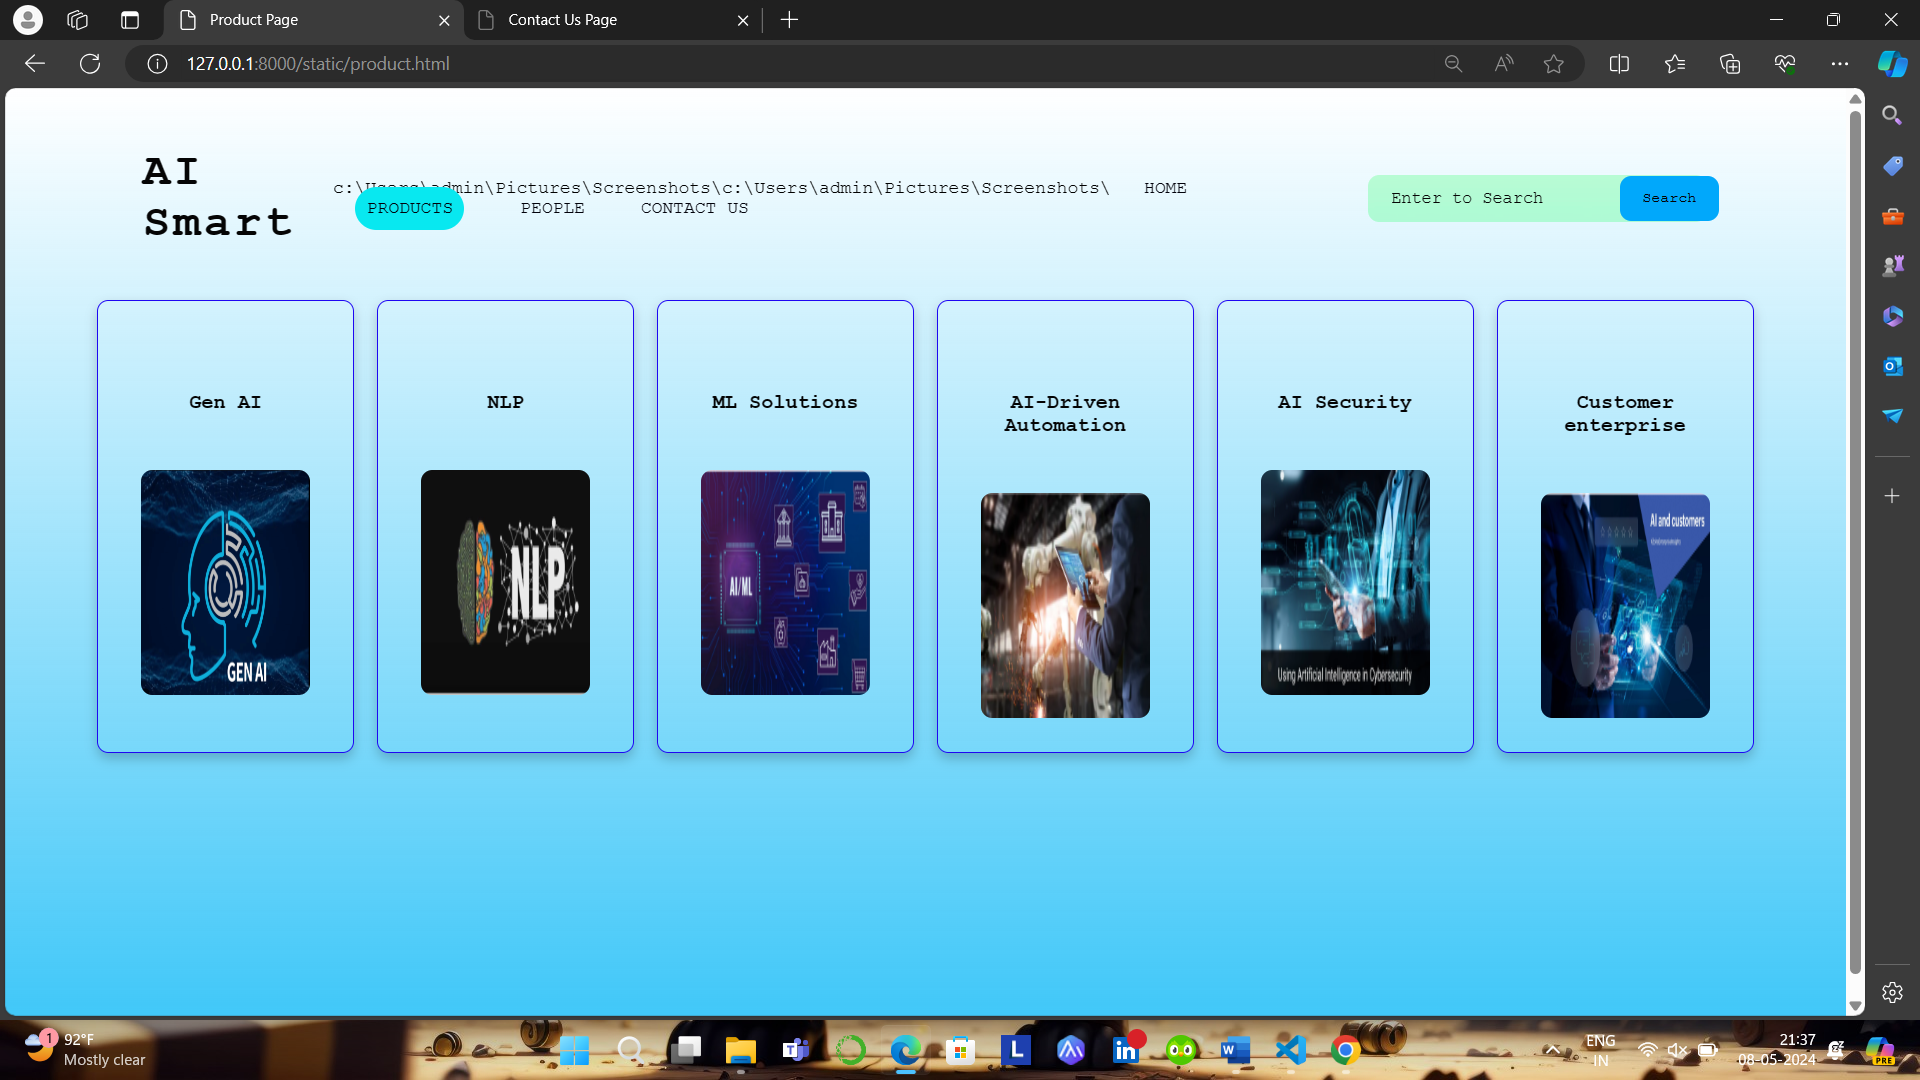 Product Page
Contact Us Page
127.0.0.1:8000/static/product.html
AI
Smart
c:\Users\admin\Pictures\Screenshots\c:\Users\admin\Pictures\Screenshots\ HOME
PRODUCTS PEOPLE CONTACT US
Enter to Search
Search
Gen AI
NLP
ML Solutions
AI-Driven
Automation
AI Security
Customer
enterprise
GEN AI
NLP
AI/ML
Using Artificial Intelligence in Cybersecurity
AI and customers
1
92°F
Mostly clear
ENG
IN
21:37
08-05-2024
PRE